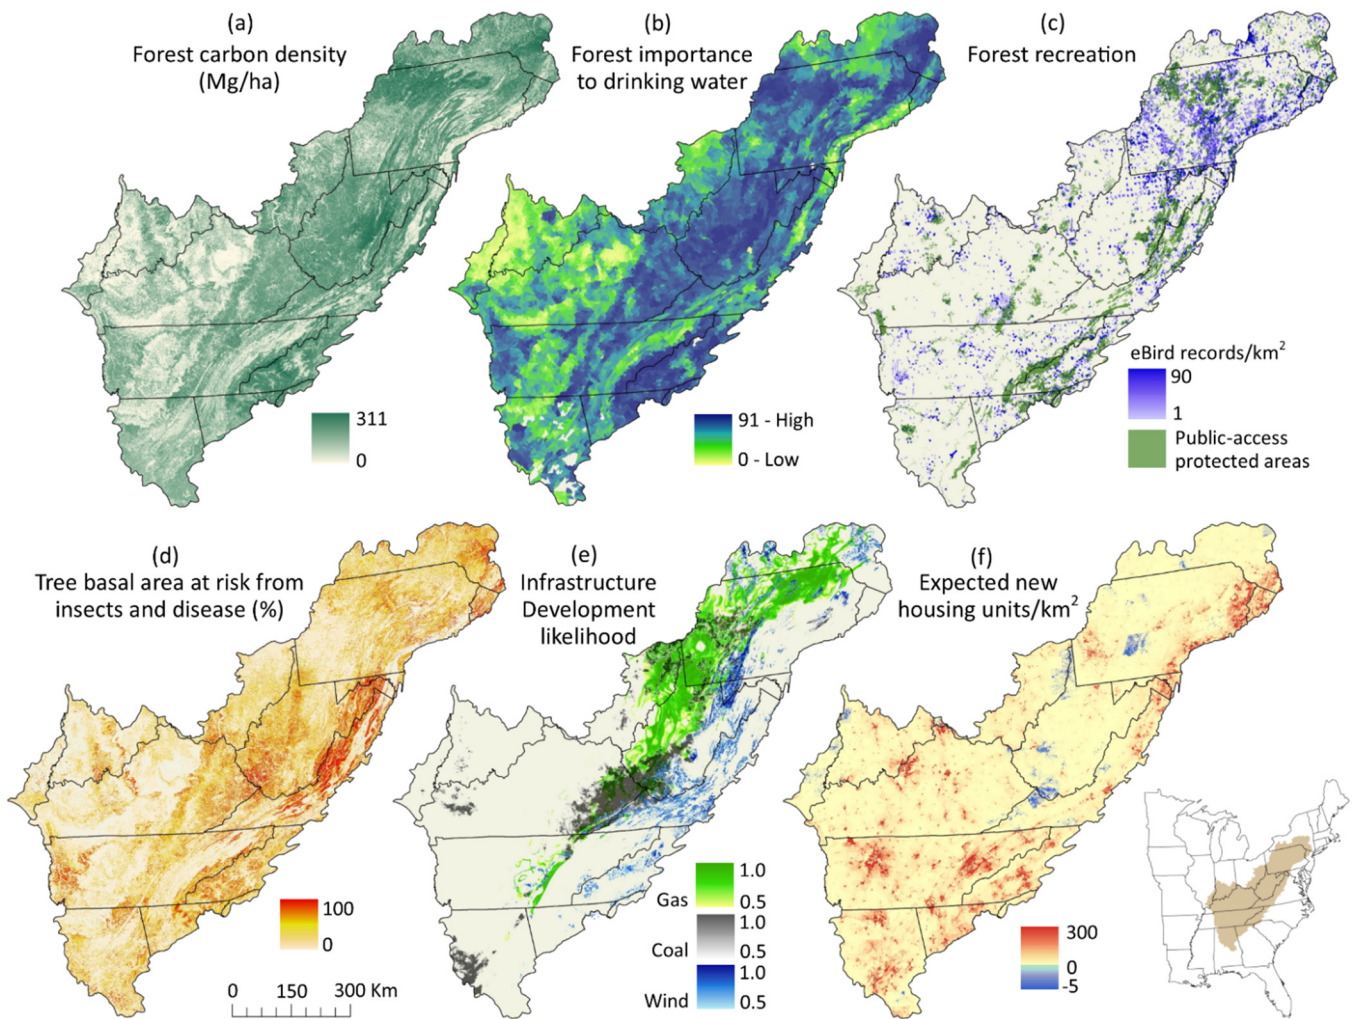 (a)
Forest carbon density
(Mg/ha)
311
0
(b)
Forest importance
to drinking water
91 - High
0 - Low
(c)
Forest recreation
eBird records/km²
90
1
Public-access
protected areas
(d)
Tree basal area at risk from
insects and disease (%)
100
0
0 150 300 Km
(e)
Infrastructure
Development
likelihood
1.0
Gas 0.5
1.0
Coal 0.5
1.0
Wind 0.5
(f)
Expected new
housing units/km²
300
0
-5